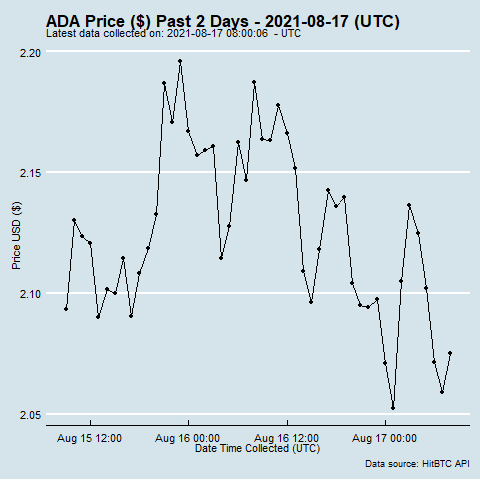 ADA Price ($) Past 2 Days - 2021-08-17 (UTC)
Latest data collected on: 2021-08-17 08:00:06  - UTC
2.20
2.15
2.10
2.05
Price USD ($)
Aug 15 12:00 Aug 16 00:00 Aug 16 12:00 Aug 17 00:00
Date Time Collected (UTC)
Data source: HitBTC API